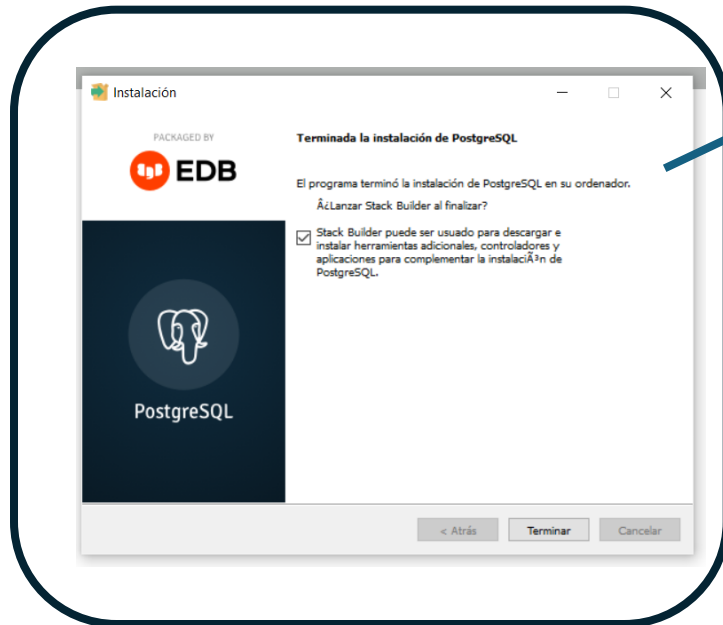 Instalación
PACKAGED BY
EDB
Terminada la instalación de PostgreSQL
El programa terminó la instalación de PostgreSQL en su ordenador.
Â¿Lanzar Stack Builder al finalizar?
Stack Builder puede ser usado para descargar e
instalar herramientas adicionales, controladores y
aplicaciones para complementar la instalaciÃ³n de
PostgreSQL.
PostgreSQL
< Atrás
Terminar
Cancelar